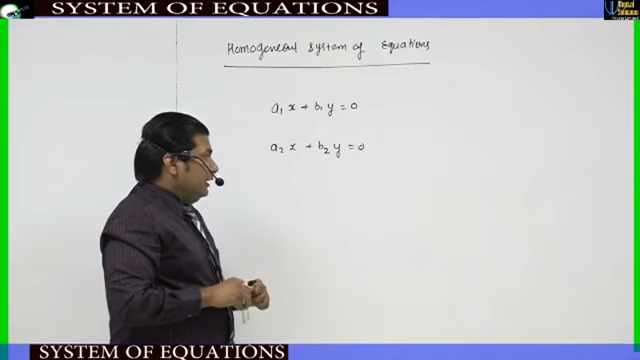 SYSTEM OF EQUATIONS
Homogeneous System of Equations
a₁ x + b₁ y = 0
a₂ x + b₂ y = 0
SYSTEM OF EQUATIONS